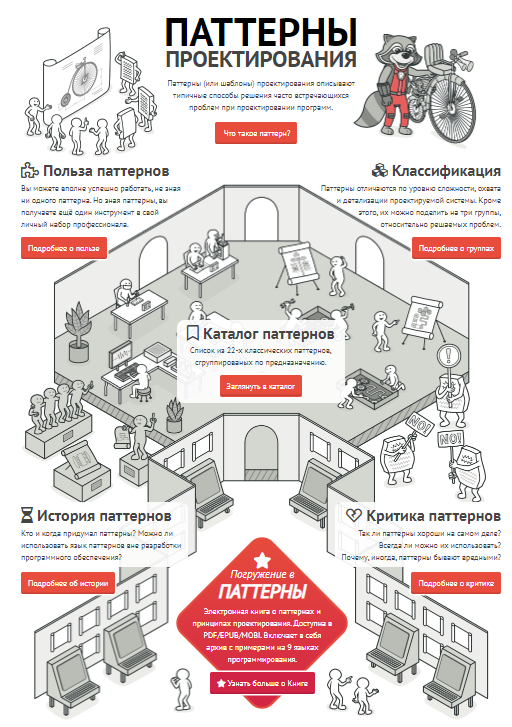 ПАТТЕРНЫ
ПРОЕКТИРОВАНИЯ
Паттерны (или шаблоны) проектирования описывают
типичные способы решения часто встречающихся
проблем при проектировании программ.
Что такое паттерн?
Польза паттернов
Вы можете вполне успешно работать, не зная
ни одного паттерна. Но зная паттерны, вы
получаете ещё один инструмент в свой
личный набор профессионала.
Подробнее о пользе
Классификация
Паттерны отличаются по уровню сложности, охвата
и детализации проектируемой системы. Кроме
этого, их можно поделить на три группы,
относительно решаемых проблем.
Подробнее о группах
Каталог паттернов
Список из 22-х классических паттернов,
сгруппированых по предназначению.
Заглянуть в каталог
!
NO!
NO!
История паттернов
Кто и когда придумал паттерны? Можно ли
использовать язык паттернов вне разработки
программного обеспечения?
Подробнее об истории
Критика паттернов
Так ли паттерны хороши на самом деле?
Всегда ли можно их использовать?
Почему, иногда, паттерны бывают вредными?
Подробнее о критике
Погружение в
ПАТТЕРНЫ
Электронная книга о паттернах и
принципах проектирования. Доступна в
PDF/EPUB/MOBI. Включает в себя
архив с примерами на 9 языках
программирования.
Узнать больше о Книге